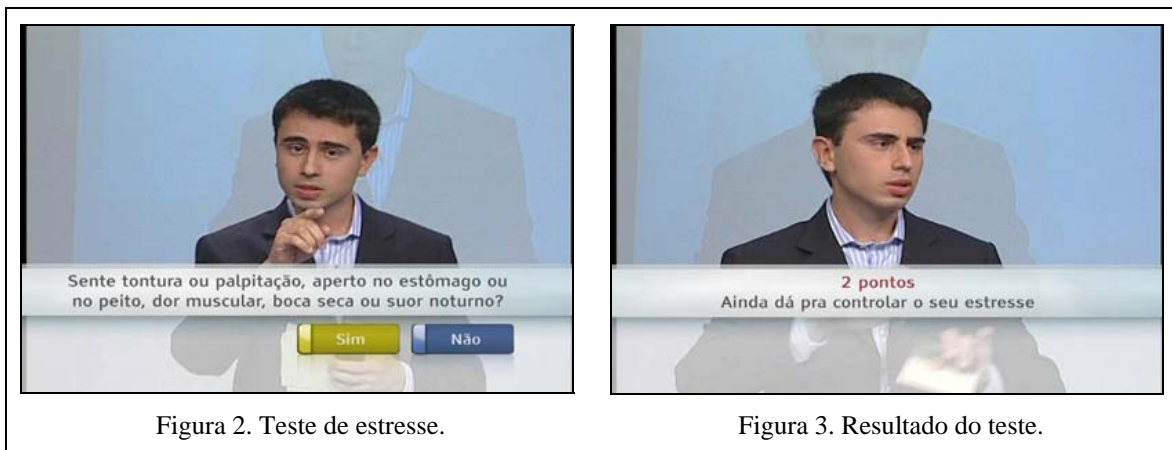 Sente tontura ou palpitação, aperto no estômago ou
no peito, dor muscular, boca seca ou suor noturno?
Sim
Não
Figura 2. Teste de estresse.
2 pontos
Ainda dá pra controlar o seu estresse
Figura 3. Resultado do teste.